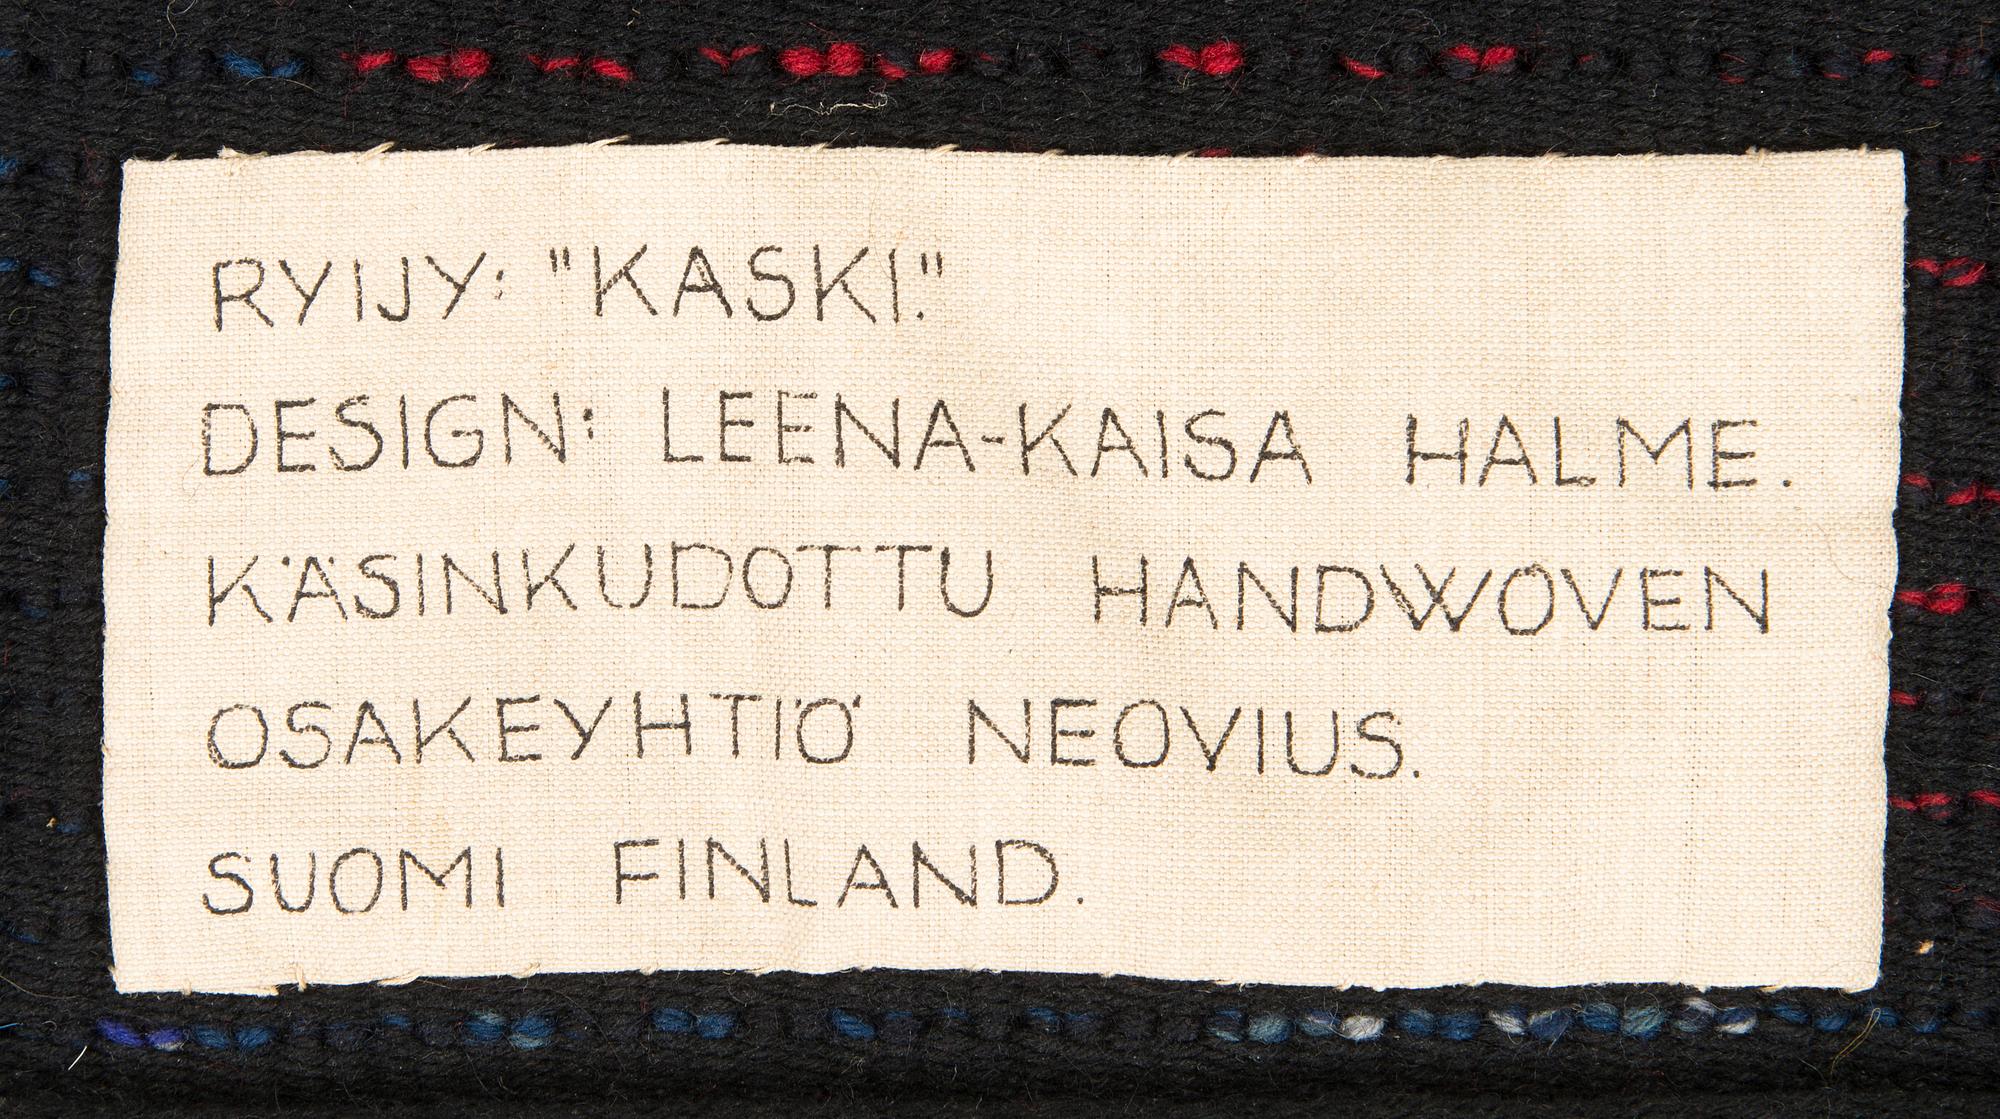 RYIJY: "KASKI."
DESIGN: LEENA-KAISA HALME.
KÄSINKUDOTTU HANDWOVEN
OSAKEYHTIÖ NEOVIUS.
SUOMI FINLAND.